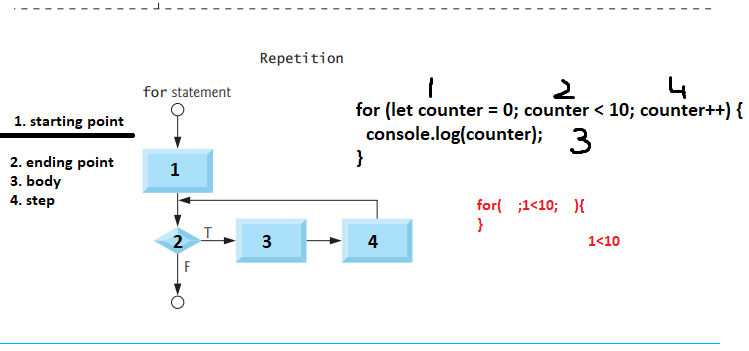 Repetition
for statement
1. starting point
2. ending point
3. body
4. step
1
2
T
3
4
F
1 2 4
for (let counter = 0; counter < 10; counter++) {
console.log(counter);
3
}
for( ;1<10; ){
}
1<10